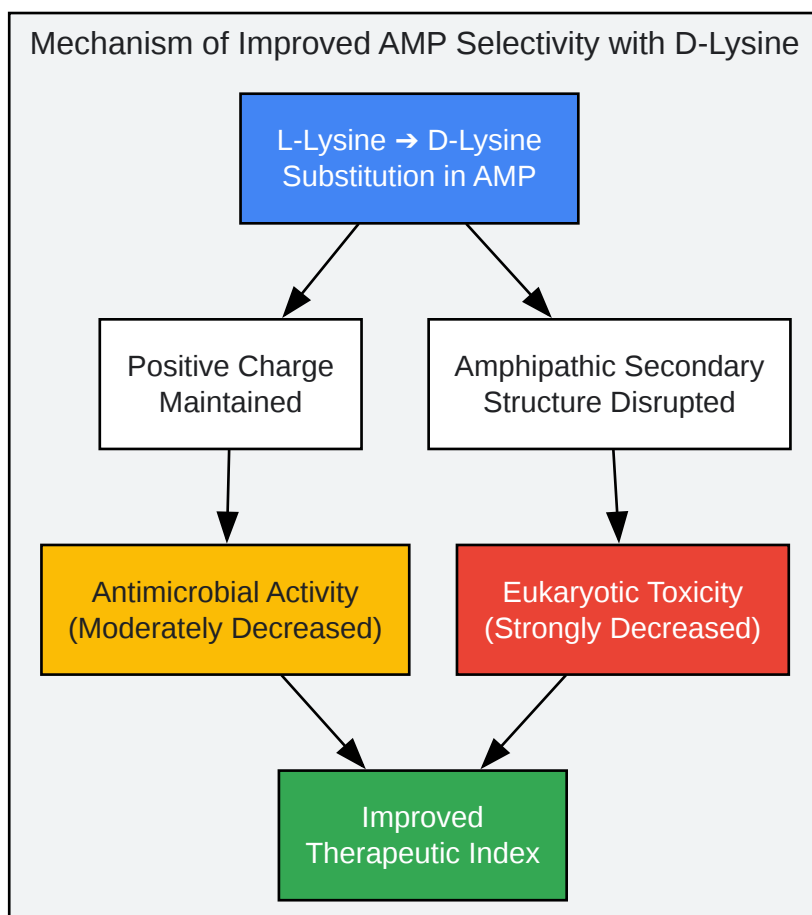 Mechanism of Improved AMP Selectivity with D-Lysine
L-Lysine ➔ D-Lysine
Substitution in AMP
Positive Charge
Maintained
Amphipathic Secondary
Structure Disrupted
Antimicrobial Activity
(Moderately Decreased)
Eukaryotic Toxicity
(Strongly Decreased)
Improved
Therapeutic Index